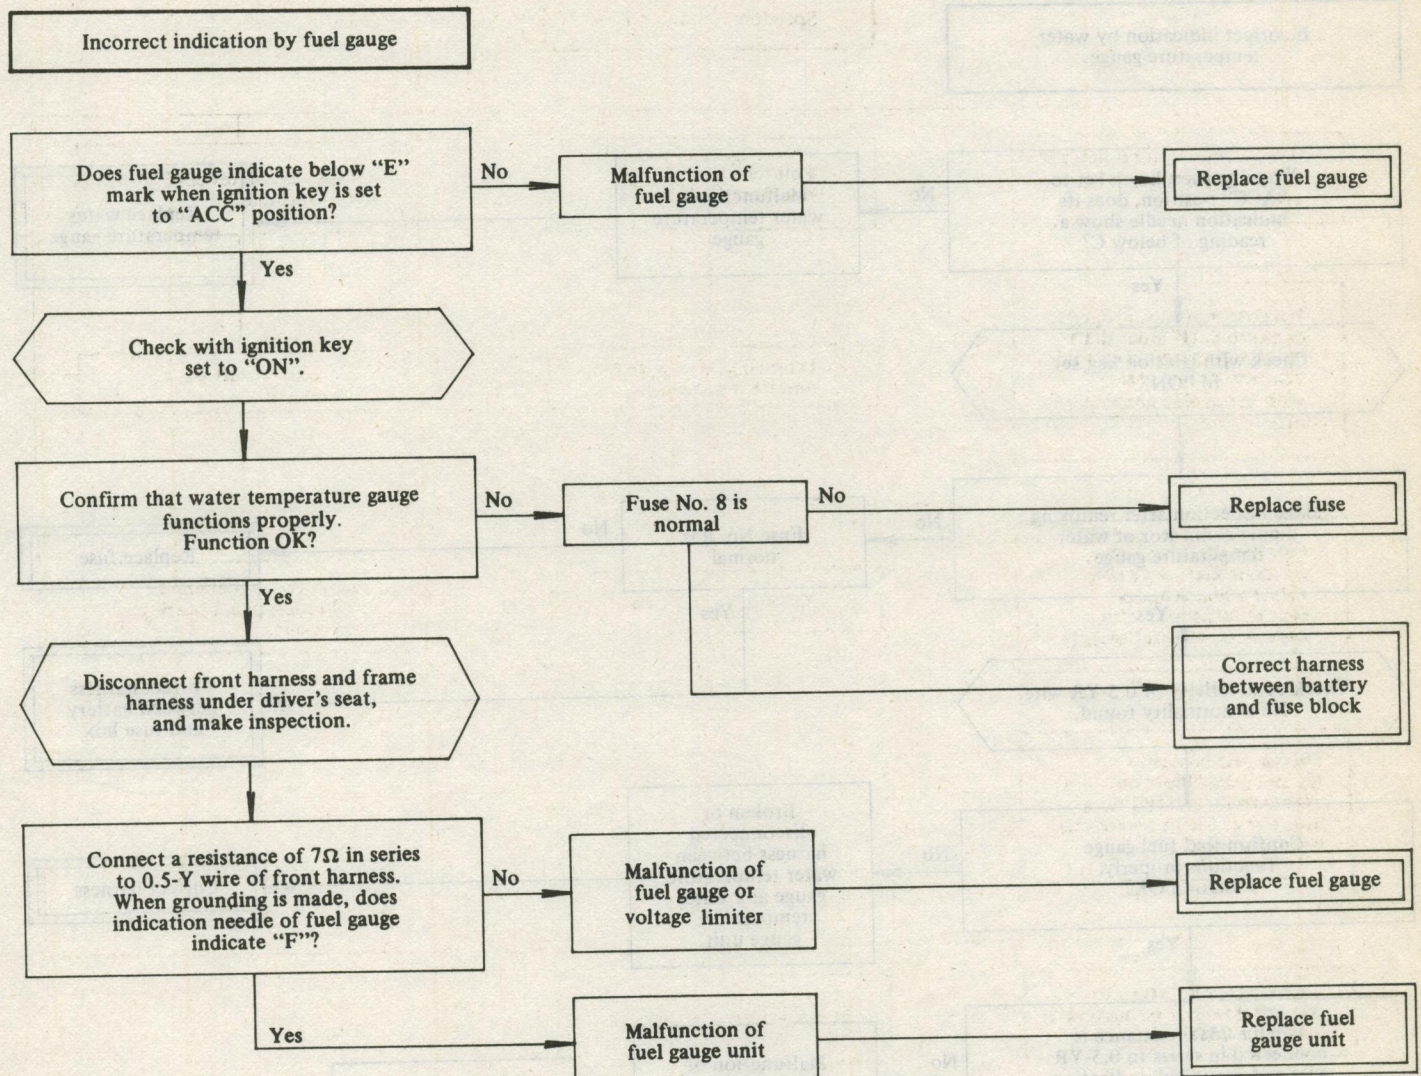 Incorrect indication by fuel gauge
Does fuel gauge indicate below “E”
mark when ignition key is set
to “ACC” position?
No
Malfunction of
fuel gauge
Replace fuel gauge
Yes
Check with ignition key
set to “ON”.
Confirm that water temperature gauge
functions properly.
Function OK?
No
Fuse No. 8 is
normal
No
Replace fuse
Yes
Correct harness
between battery
and fuse block
Disconnect front harness and frame
harness under driver’s seat,
and make inspection.
Connect a resistance of 7Ω in series
to 0.5-Y wire of front harness.
When grounding is made, does
indication needle of fuel gauge
indicate “F”?
No
Malfunction of
fuel gauge or
voltage limiter
Replace fuel gauge
Yes
Malfunction of
fuel gauge unit
Replace fuel
gauge unit